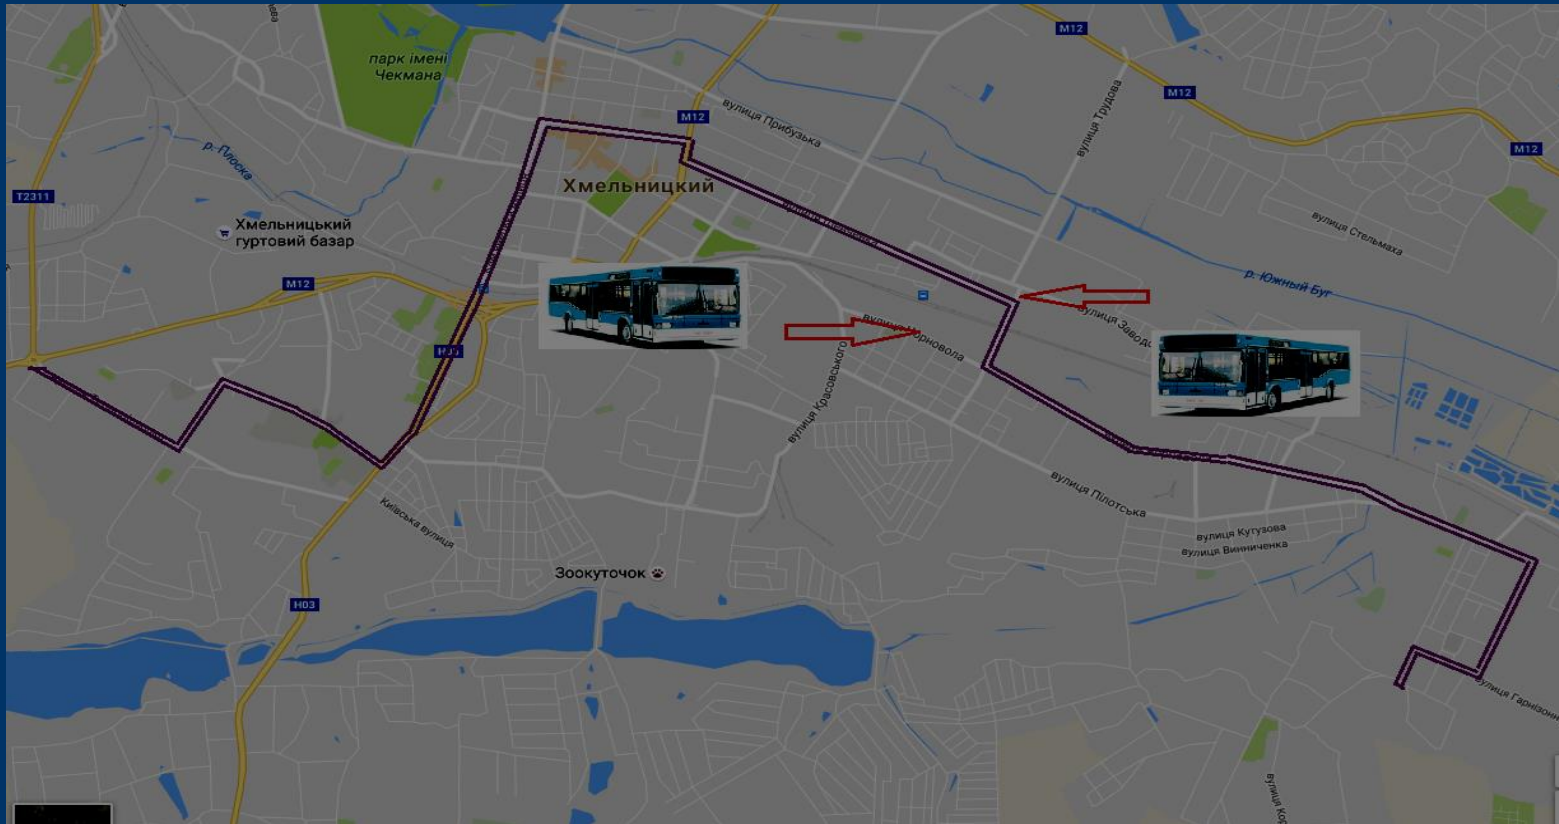 M12
парк імені
Чекмана
M12
M12
вулиця Прибузька
вулиця Трудова
M12
р. Плоска
Хмельницкий
T2311
вулиця Стельмаха
Хмельницький
гуртовий базар
р. Южный Буг
M12
вулиця Чорновола
H03
вулиця Красовського
вулиця Пілотська
Київська вулиця
вулиця Кутузова
вулиця Винниченка
Зоокуточок
H03
вулиця
вулиця